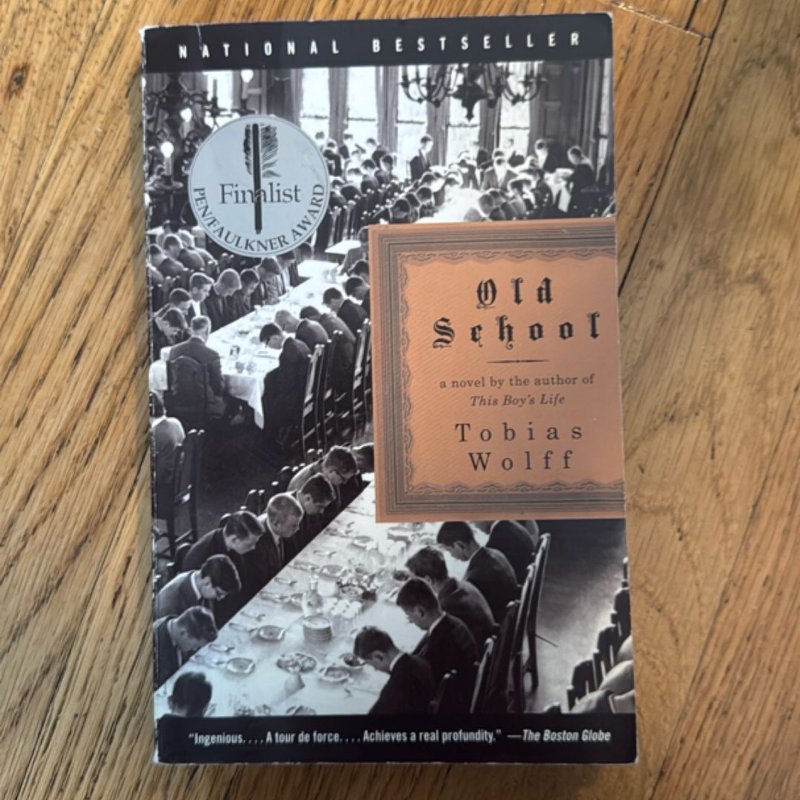 NATIONAL BESTSELLER
Finalist
PEN/FAULKNER AWARD
Old
School
a novel by the author of
This Boy's Life
Tobias
Wolff
"Ingenious. . . . A tour de force. . . . Achieves a real profundity." —The Boston Globe